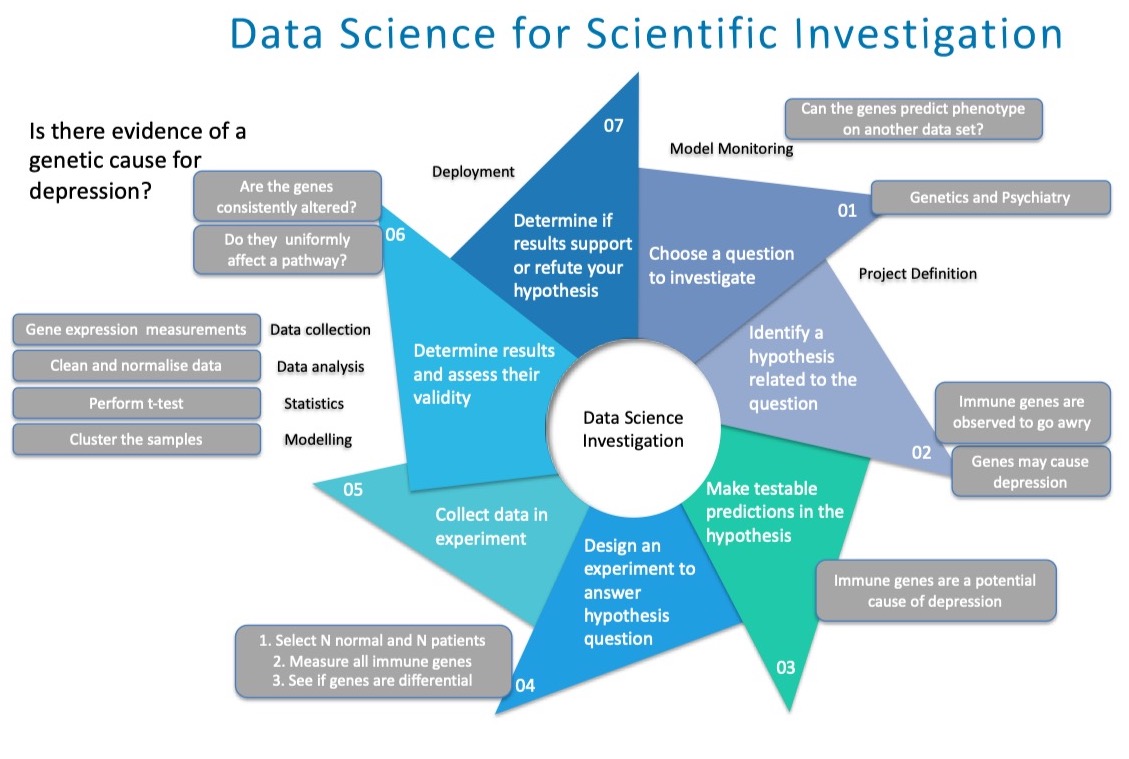 Data Science for Scientific Investigation
Is there evidence of a
genetic cause for
depression?
07
Determine if
results support
or refute your
hypothesis
Deployment
Model Monitoring
Can the genes predict phenotype
on another data set?
01
Choose a question
to investigate
Genetics and Psychiatry
Project Definition
Identify a
hypothesis
related to the
question
02
Immune genes are
observed to go awry
Genes may cause
depression
Make testable
predictions in the
hypothesis
03
Immune genes are a potential
cause of depression
Design an
experiment to
answer
hypothesis
question
04
1. Select N normal and N patients
2. Measure all immune genes
3. See if genes are differential
05
Collect data in
experiment
06
Determine results
and assess their
validity
Are the genes
consistently altered?
Do they uniformly
affect a pathway?
Gene expression measurements
Data collection
Clean and normalise data
Data analysis
Perform t-test
Statistics
Cluster the samples
Modelling
Data Science
Investigation